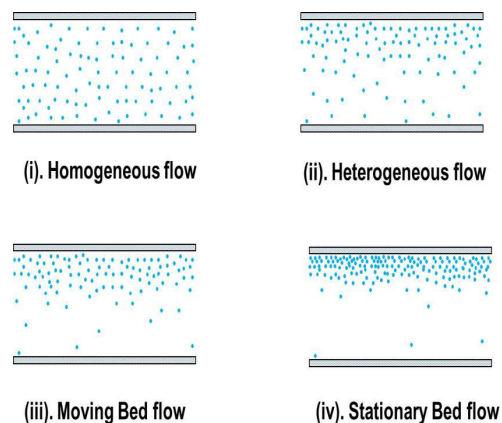 (i). Homogeneous flow
(ii). Heterogeneous flow
(iii). Moving Bed flow
(iv). Stationary Bed flow